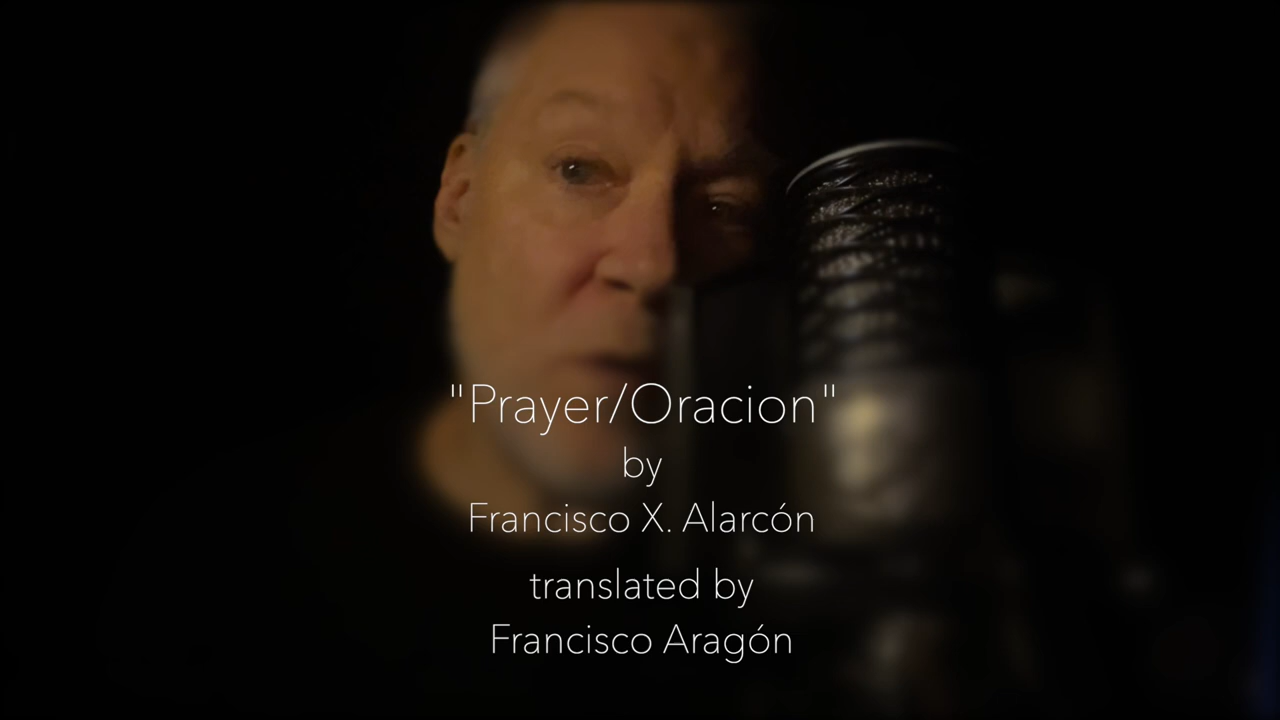 "Prayer/Oracion"
by
Francisco X. Alarcón
translated by
Francisco Aragón